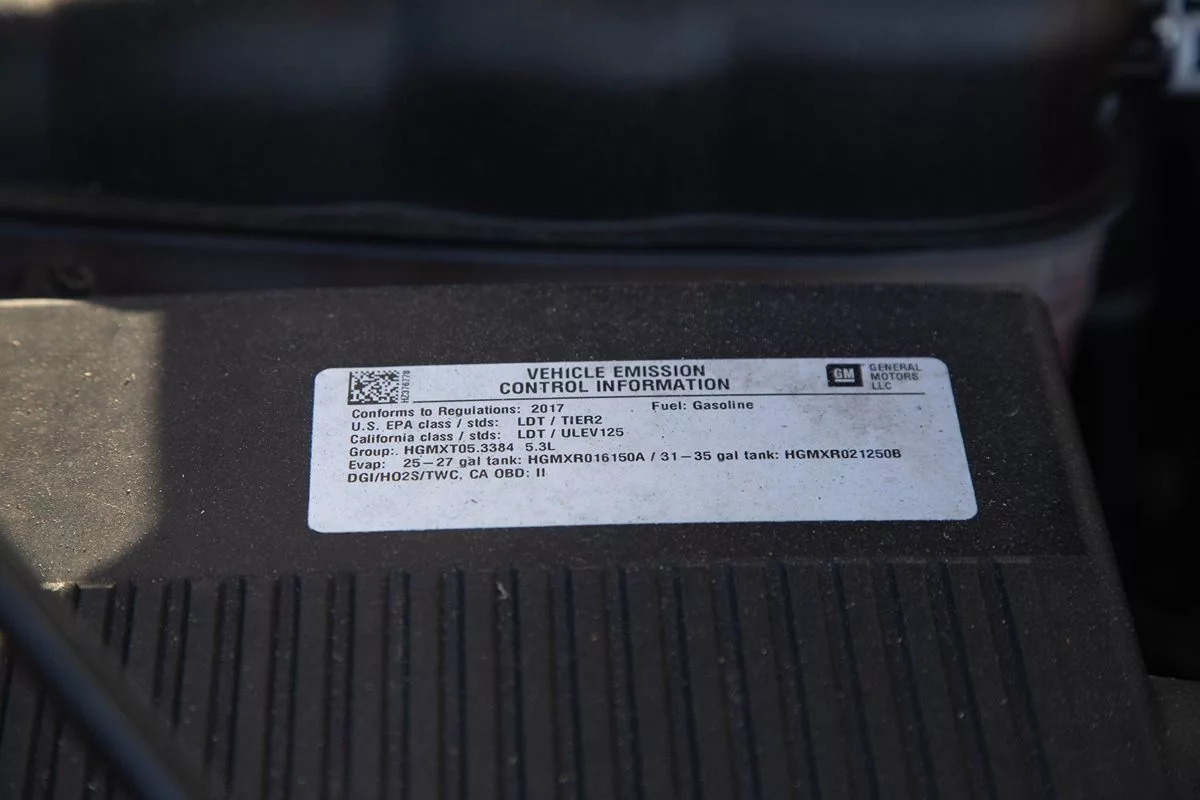 VEHICLE EMISSION
CONTROL INFORMATION
GM GENERAL
MOTORS
LLC
Conforms to Regulations: 2017 Fuel: Gasoline
U.S. EPA class / stds: LDT / TIER2
California class / stds: LDT / ULEV125
Group: HGMXT05.3384 5.3L
Evap: 25-27 gal tank: HGMXR016150A / 31-35 gal tank: HGMXR021250B
DGI/HO2S/TWC, CA OBD: II